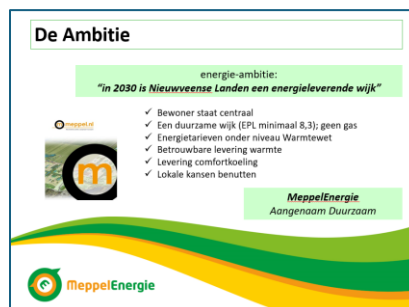 De Ambitie
energie-ambitie:
"in 2030 is Nieuwveense Landen een energieleverende wijk"
meppel.nl
m
✓ Bewoner staat centraal
✓ Een duurzame wijk (EPL minimaal 8,3); geen gas
✓ Energietarieven onder niveau Warmtewet
✓ Betrouwbare levering warmte
✓ Levering comfortkoeling
✓ Lokale kansen benutten
MeppelEnergie
Aangenaam Duurzaam
MeppelEnergie